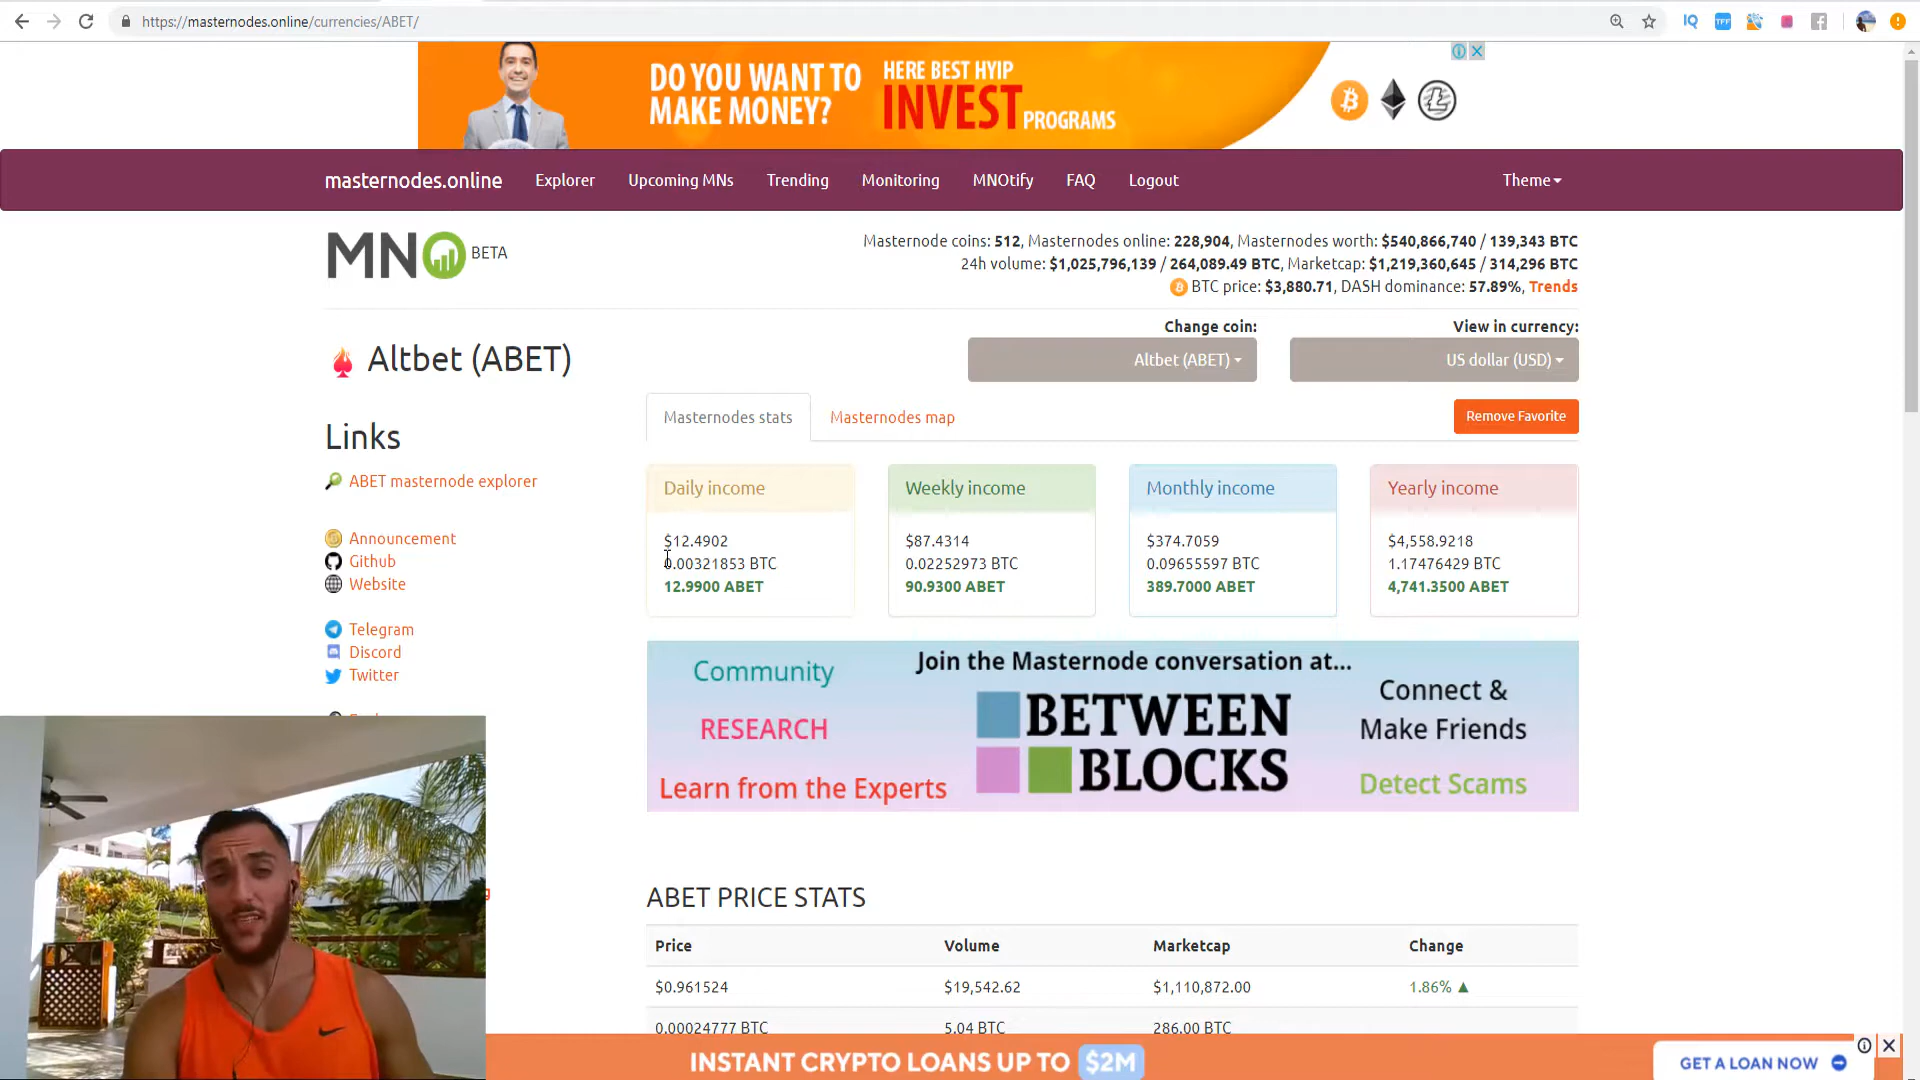 https://masternodes.online/currencies/ABET/
DO YOU WANT TO
MAKE MONEY?
HERE BEST HYIP
INVEST PROGRAMS
masternodes.online
Explorer
Upcoming MNs
Trending
Monitoring
MNOtify
FAQ
Logout
Theme
MNO BETA
Masternode coins: 512, Masternodes online: 228,904, Masternodes worth: $540,866,740 / 139,343 BTC
24h volume: $1,025,796,139 / 264,089.49 BTC, Marketcap: $1,219,360,645 / 314,296 BTC
BTC price: $3,880.71, DASH dominance: 57.89%, Trends
Change coin:
View in currency:
Altbet (ABET)
Altbet (ABET)
US dollar (USD)
Links
Masternodes stats
Masternodes map
Remove Favorite
ABET masternode explorer
Announcement
Github
Website
Telegram
Discord
Twitter
Daily income
$12.4902
0.00321853 BTC
12.9900 ABET
Weekly income
$87.4314
0.02252973 BTC
90.9300 ABET
Monthly income
$374.7059
0.09655597 BTC
389.7000 ABET
Yearly income
$4,558.9218
1.17476429 BTC
4,741.3500 ABET
Community
RESEARCH
Learn from the Experts
Join the Masternode conversation at...
BETWEEN
BLOCKS
Connect &
Make Friends
Detect Scams
ABET PRICE STATS
Price Volume Marketcap Change
$0.961524 $19,542.62 $1,110,872.00 1.86% ▲
0.00024777 BTC 5.04 BTC 286.00 BTC
INSTANT CRYPTO LOANS UP TO $2M
GET A LOAN NOW